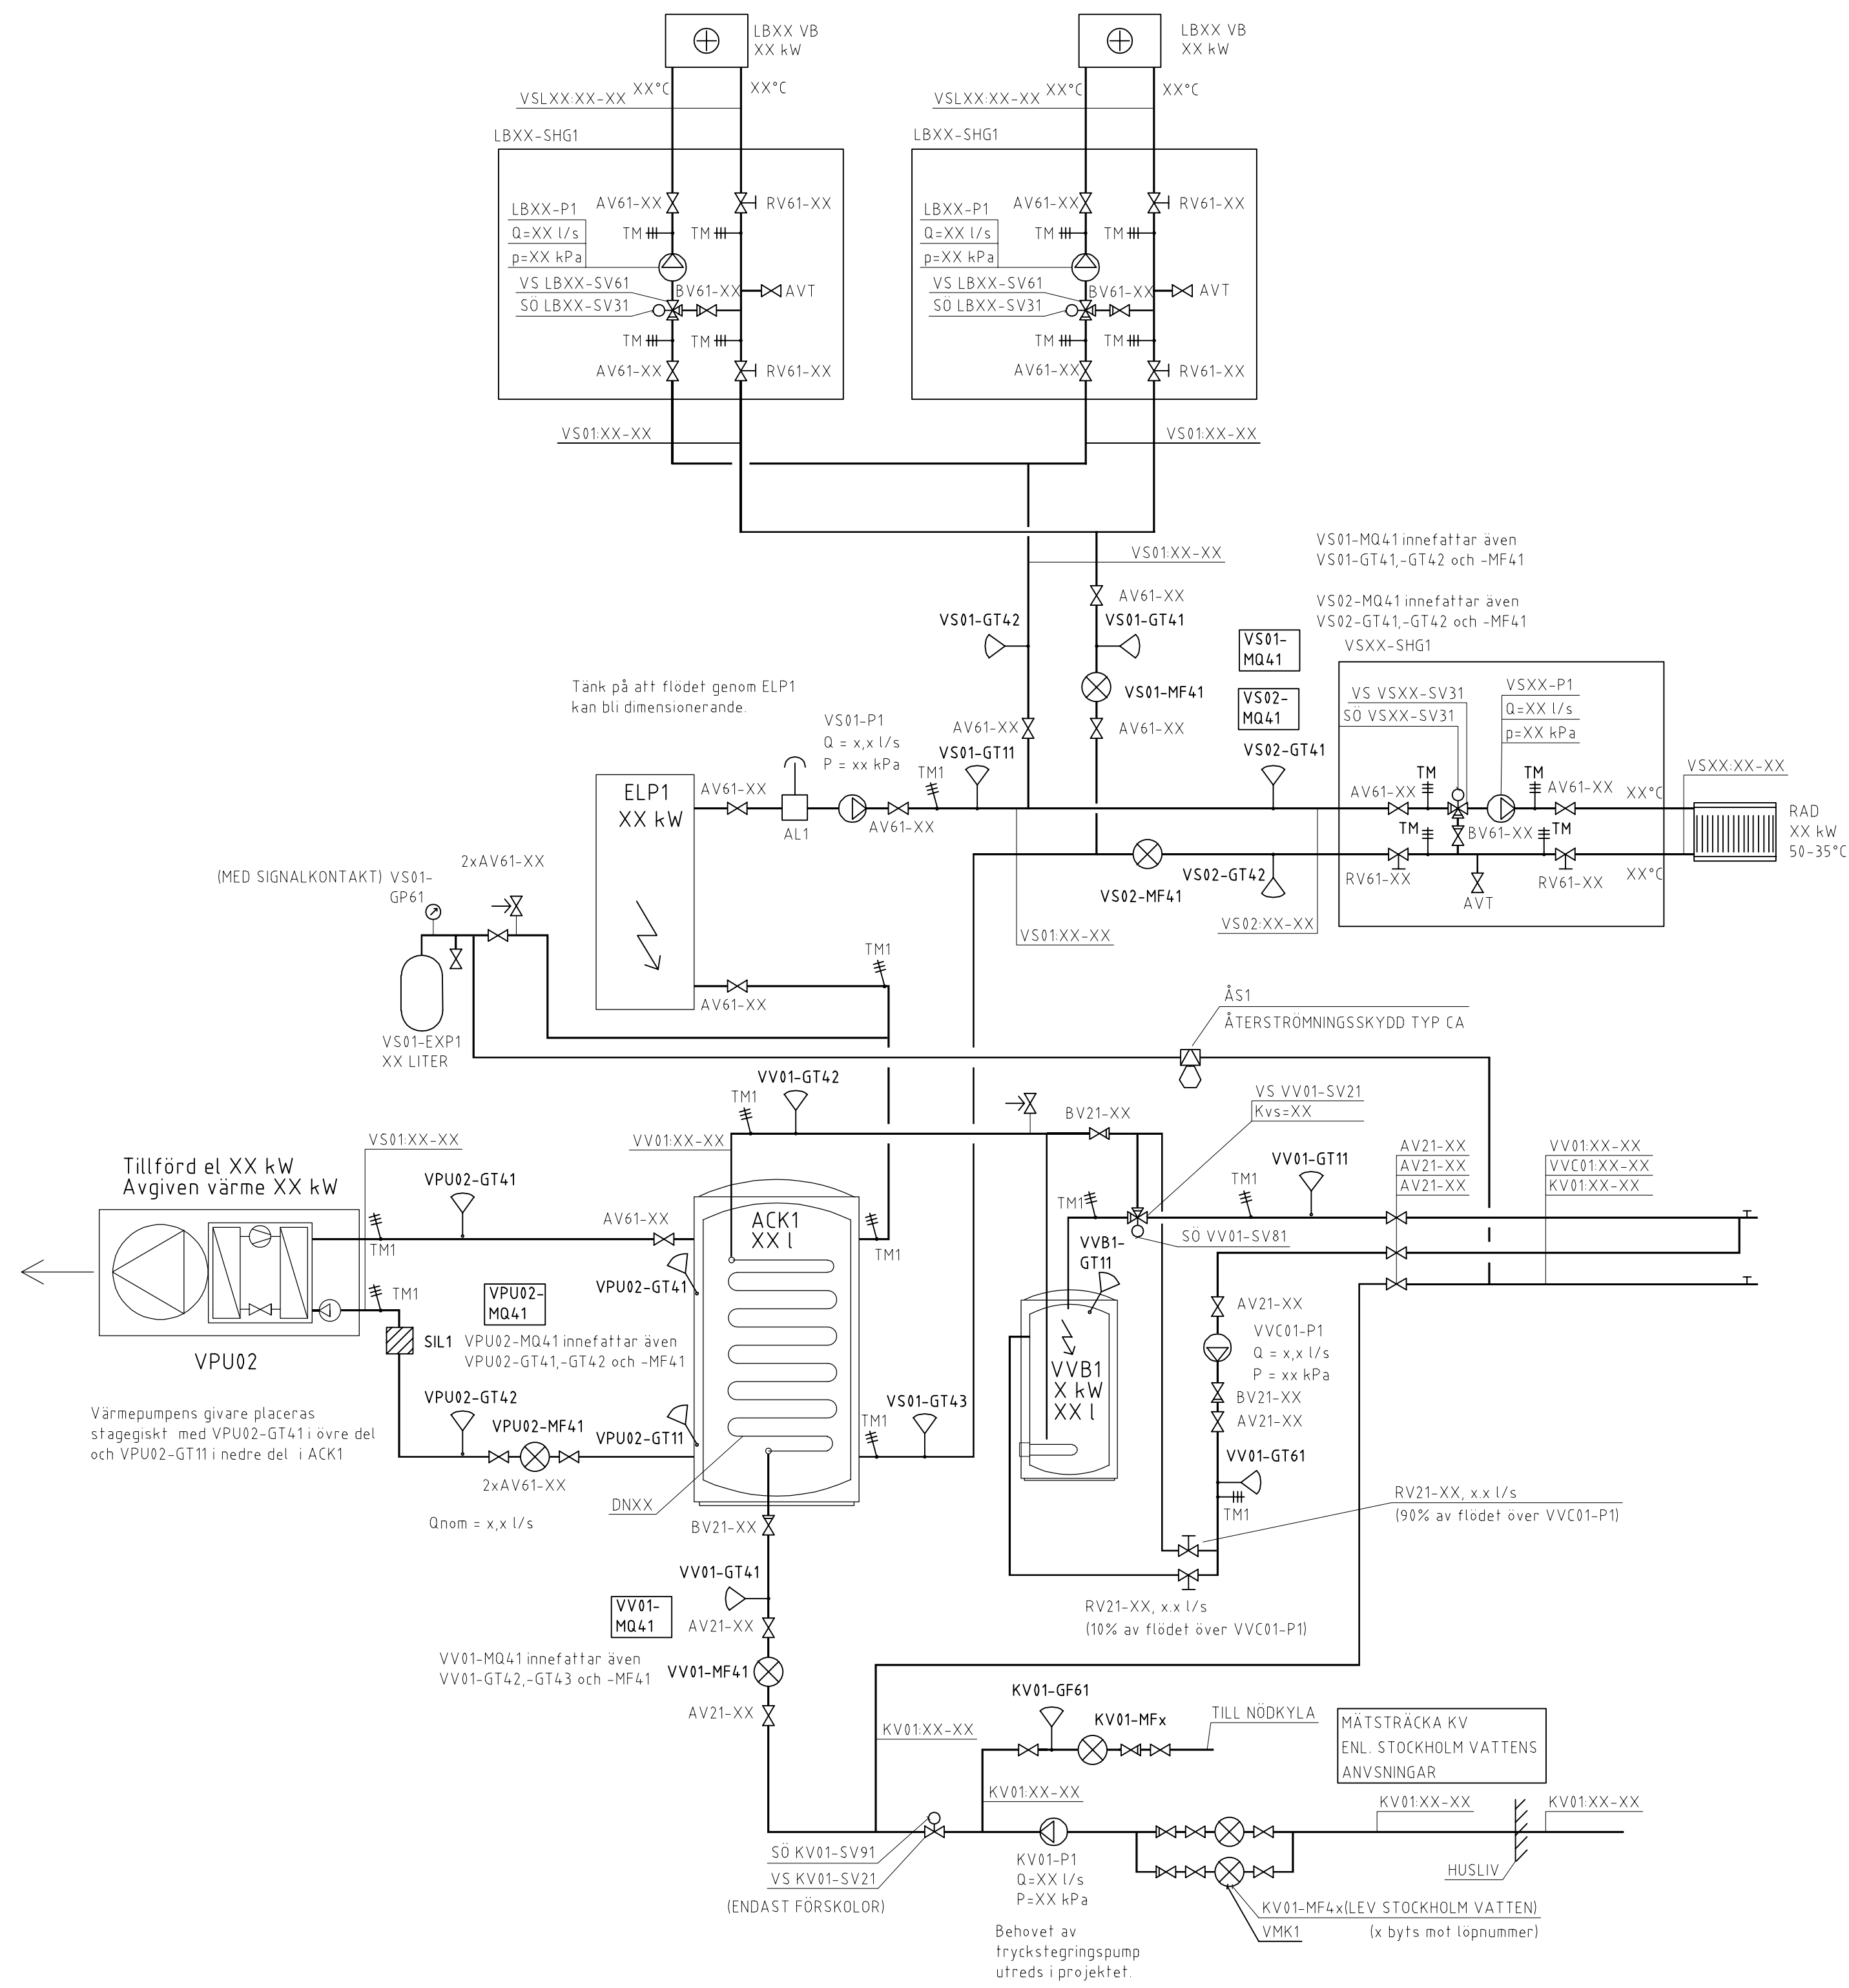 LBXX VB
XX kW
LBXX VB
XX kW
XX°C
XX°C
VSLXX:XX-XX
XX°C
XX°C
VSLXX:XX-XX
LBXX-SHG1
LBXX-SHG1
LBXX-P1
Q=XX l/s
p=XX kPa
AV61-XX
RV61-XX
TM
TM
VS LBXX-SV61
SÖ LBXX-SV31
BV61-XX
AVT
TM
TM
AV61-XX
RV61-XX
LBXX-P1
Q=XX l/s
p=XX kPa
AV61-XX
RV61-XX
TM
TM
VS LBXX-SV61
SÖ LBXX-SV31
BV61-XX
AVT
TM
TM
AV61-XX
RV61-XX
VS01:XX-XX
VS01:XX-XX
VS01:XX-XX
VS01-MQ41 innefattar även
VS01-GT41,-GT42 och -MF41
VS02-MQ41 innefattar även
VS02-GT41,-GT42 och -MF41
AV61-XX
VS01-GT42
VS01-GT41
VS01-
MQ41
VS02-
MQ41
VS01-MF41
AV61-XX
AV61-XX
VSXX-SHG1
VS VSXX-SV31
SÖ VSXX-SV31
VSXX-P1
Q=XX l/s
p=XX kPa
Tänk på att flödet genom ELP1
kan bli dimensionerande.
VS01-P1
Q = x,x l/s
P = xx kPa
VS01-GT11
TM1
VS02-GT41
ELP1
XX kW
AV61-XX
AL1
AV61-XX
TM
TM
AV61-XX
AV61-XX
XX°C
VSXX:XX-XX
RAD
XX kW
50-35°C
TM
BV61-XX
TM
RV61-XX
RV61-XX
XX°C
AVT
VS02-GT42
VS02-MF41
VS01:XX-XX
VS02:XX-XX
2xAV61-XX
(MED SIGNALKONTAKT) VS01-
GP61
TM1
AV61-XX
VS01-EXP1
XX LITER
ÅS1
ÅTERSTRÖMNINGSSKYDD TYP CA
VV01-GT42
TM1
VV01:XX-XX
BV21-XX
VS VV01-SV21
Kvs=XX
VS01:XX-XX
Tillförd el XX kW
Avgiven värme XX kW
VPU02-GT41
AV61-XX
TM1
ACK1
XX l
TM1
TM1
SÖ VV01-SV81
TM1
VV01-GT11
AV21-XX
AV21-XX
AV21-XX
VV01:XX-XX
VVC01:XX-XX
KV01:XX-XX
VVB1-
GT11
VPU02-GT41
VPU02-
MQ41
TM1
SIL1
VPU02-MQ41 innefattar även
VPU02-GT41,-GT42 och -MF41
VPU02
VVB1
X kW
XX l
AV21-XX
VVC01-P1
Q = x,x l/s
P = xx kPa
BV21-XX
AV21-XX
VPU02-GT42
VPU02-MF41
VPU02-GT11
VS01-GT43
TM1
Värmepumpens givare placeras
stagegiskt med VPU02-GT41 i övre del
och VPU02-GT11 i nedre del i ACK1
2xAV61-XX
Qnom = x,x l/s
DNXX
VV01-GT61
TM1
RV21-XX, x.x l/s
(90% av flödet över VVC01-P1)
BV21-XX
VV01-GT41
RV21-XX, x.x l/s
(10% av flödet över VVC01-P1)
VV01-
MQ41
AV21-XX
VV01-MQ41 innefattar även
VV01-GT42,-GT43 och -MF41
VV01-MF41
AV21-XX
KV01:XX-XX
KV01-GF61
KV01-MFx
TILL NÖDKYLA
MÄTSTRÄCKA KV
ENL. STOCKHOLM VATTENS
ANVSNINGAR
KV01:XX-XX
KV01:XX-XX
KV01:XX-XX
SÖ KV01-SV91
VS KV01-SV21
(ENDAST FÖRSKOLOR)
KV01-P1
Q=XX l/s
P=XX kPa
HUSLIV
KV01-MF4x(LEV STOCKHOLM VATTEN)
VMK1
(x byts mot löpnummer)
Behovet av
tryckstegringspump
utreds i projektet.